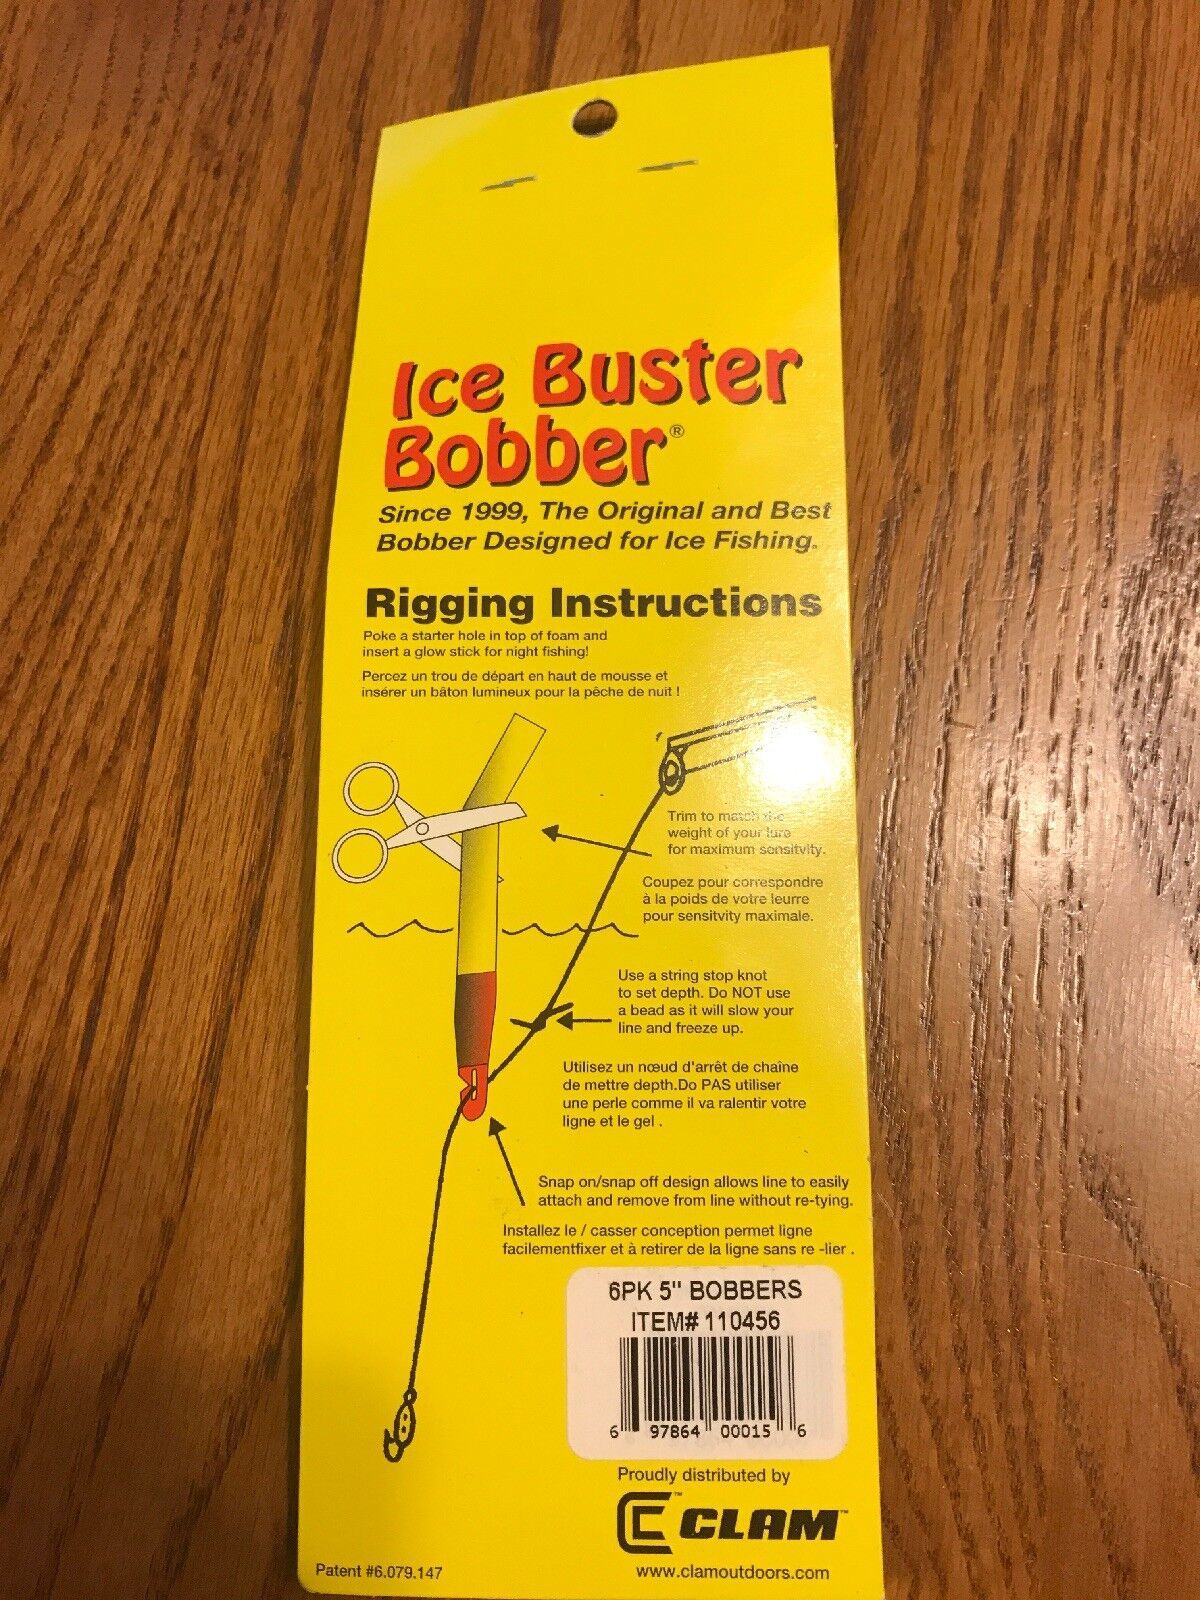 Ice Buster
Bobber®
Since 1999, The Original and Best
Bobber Designed for Ice Fishing.
Rigging Instructions
Poke a starter hole in top of foam and
insert a glow stick for night fishing!
Percez un trou de départ en haut de mousse et
insérer un bâton lumineux pour la pêche de nuit !
Trim to match the
weight of your lure
for maximum sensitvity.
Coupez pour correspondre
à la poids de votre leurre
pour sensitvity maximale.
Use a string stop knot
to set depth. Do NOT use
a bead as it will slow your
line and freeze up.
Utilisez un nœud d'arrêt de chaîne
de mettre depth.Do PAS utiliser
une perle comme il va ralentir votre
ligne et le gel .
Snap on/snap off design allows line to easily
attach and remove from line without re-tying.
Installez le / casser conception permet ligne
facilementfixer et à retirer de la ligne sans re -lier .
6PK 5" BOBBERS
ITEM# 110456
6 97864 00015 6
Proudly distributed by
CLAM™
Patent #6.079.147
www.clamoutdoors.com